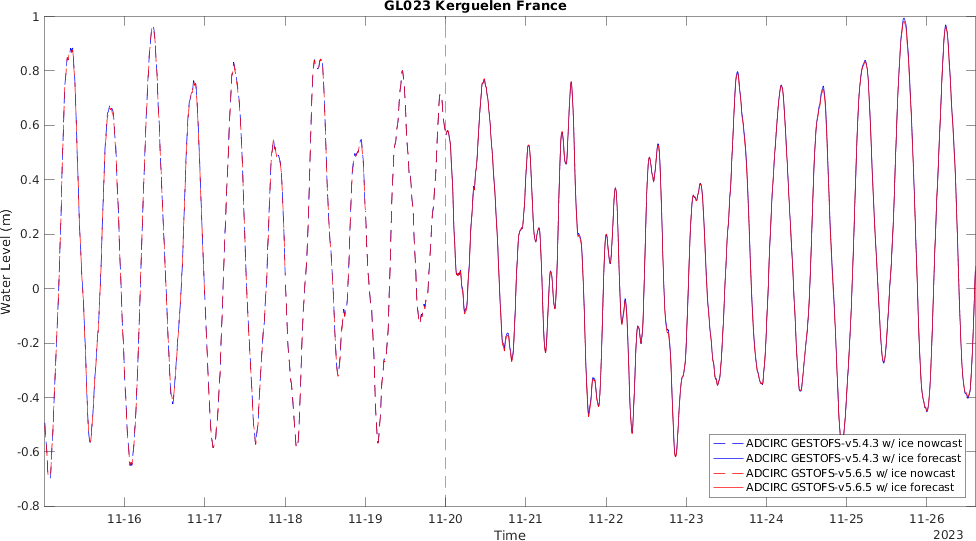 GL023 Kerguelen France
1
0.8
0.6
0.4
0.2
0
-0.2
-0.4
-0.6
-0.8
Water Level (m)
ADCIRC GESTOFS-v5.4.3 w/ ice nowcast
ADCIRC GESTOFS-v5.4.3 w/ ice forecast
ADCIRC GSTOFS-v5.6.5 w/ ice nowcast
ADCIRC GSTOFS-v5.6.5 w/ ice forecast
11-16 11-17 11-18 11-19 11-20 11-21 11-22 11-23 11-24 11-25 11-26
Time
2023